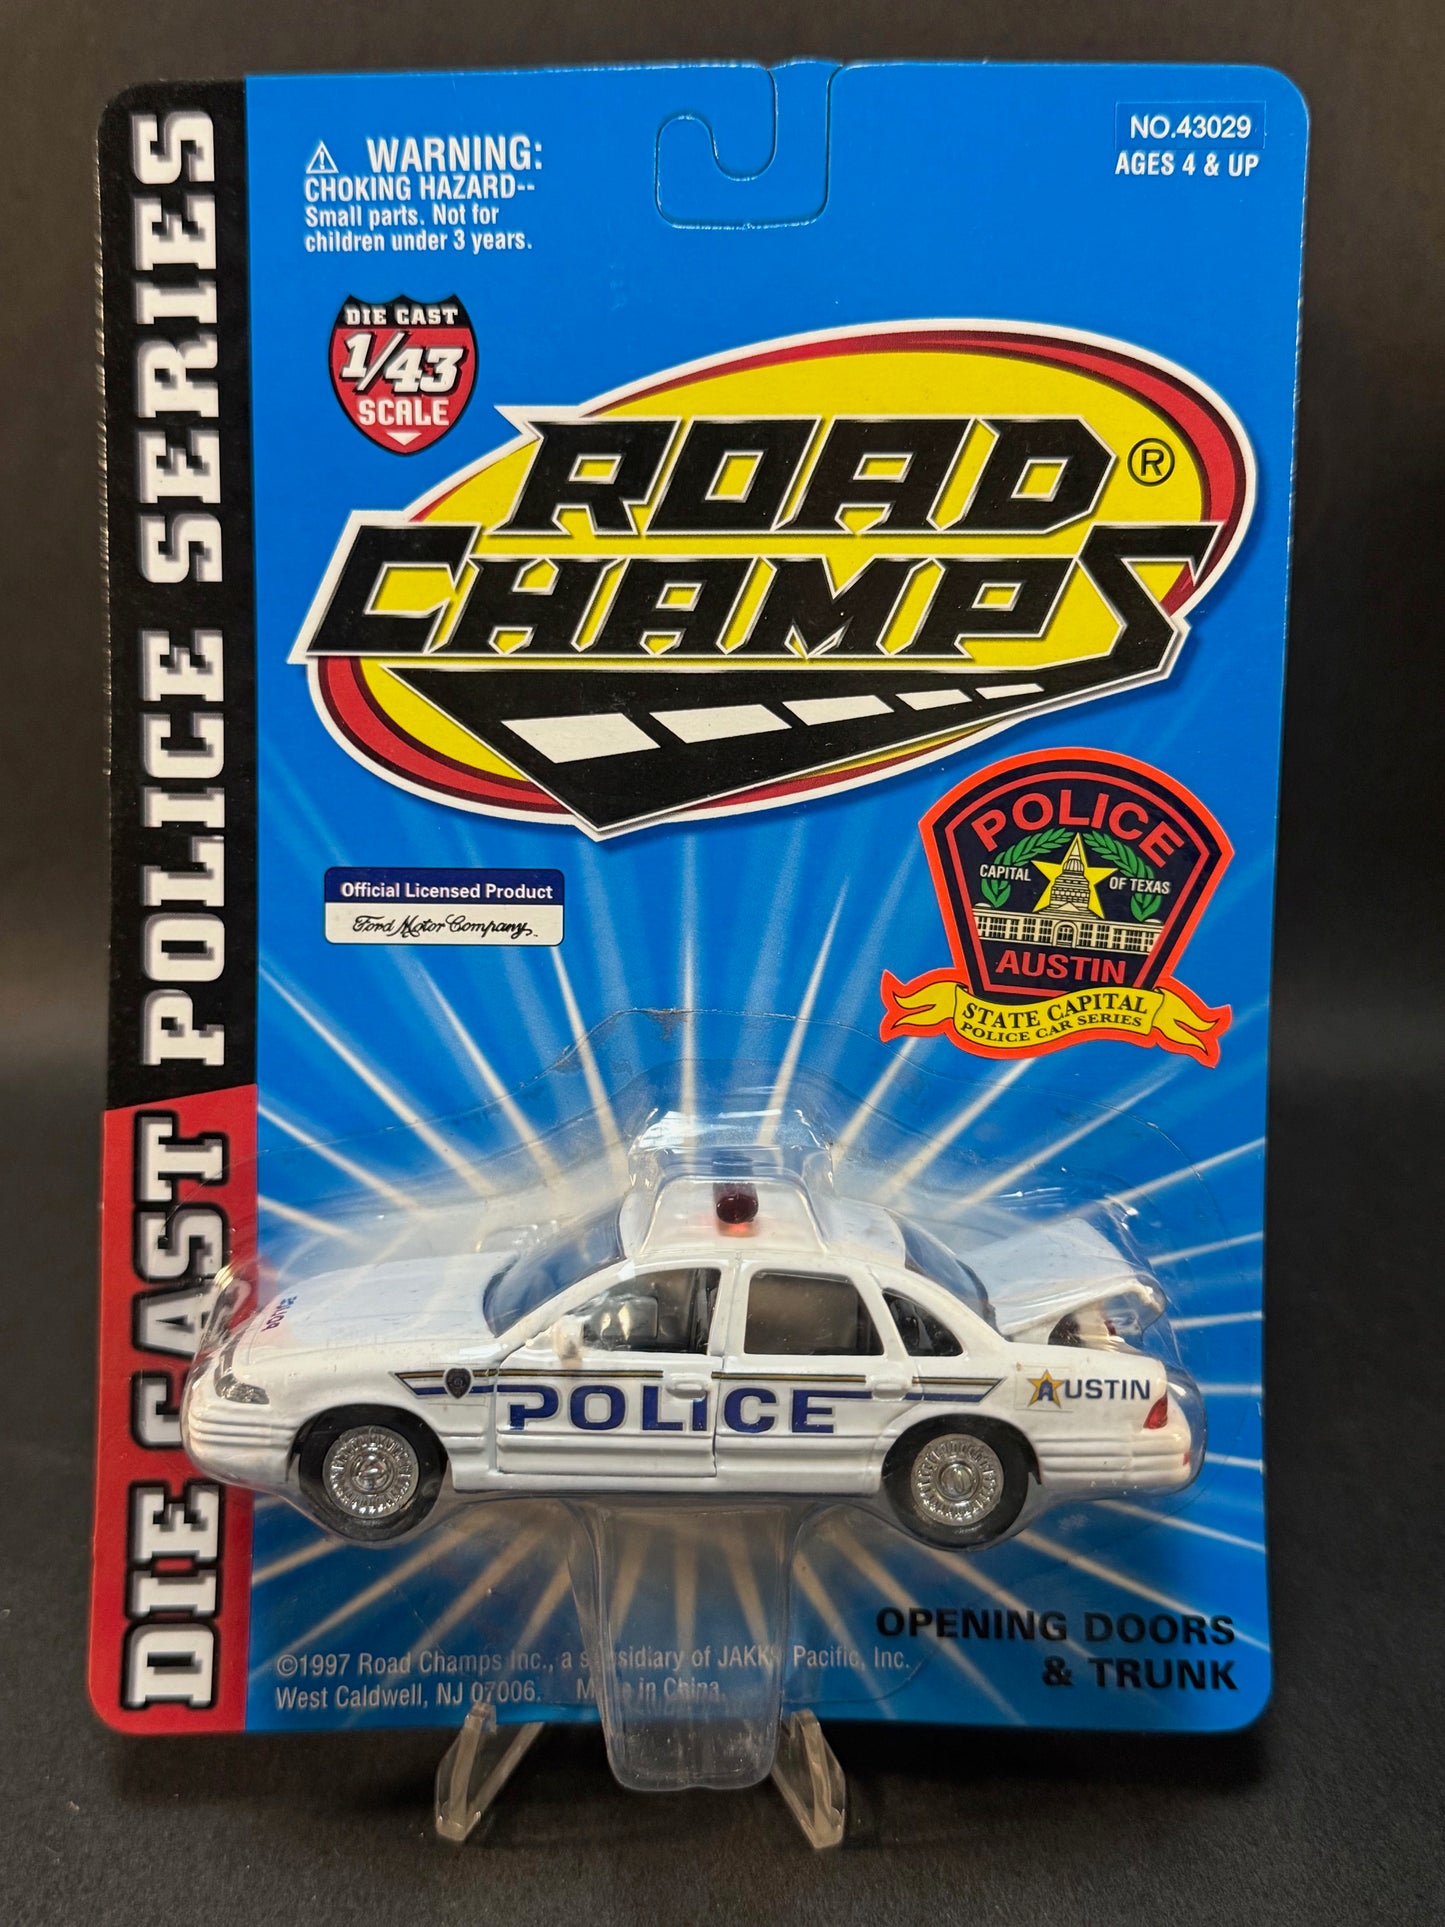 DIE CAST POLICE SERIES
WARNING:
CHOKING HAZARD--
Small parts. Not for
children under 3 years.
NO.43029
AGES 4 & UP
DIE CAST
1/43
SCALE
ROAD
CHAMPS®
Official Licensed Product
Ford Motor Company
POLICE
CAPITAL OF TEXAS
AUSTIN
STATE CAPITAL
POLICE CAR SERIES
POLICE
POLICE
AUSTIN
OPENING DOORS
& TRUNK
©1997 Road Champs Inc., a subsidiary of JAKKS Pacific, Inc.
West Caldwell, NJ 07006. Made in China.